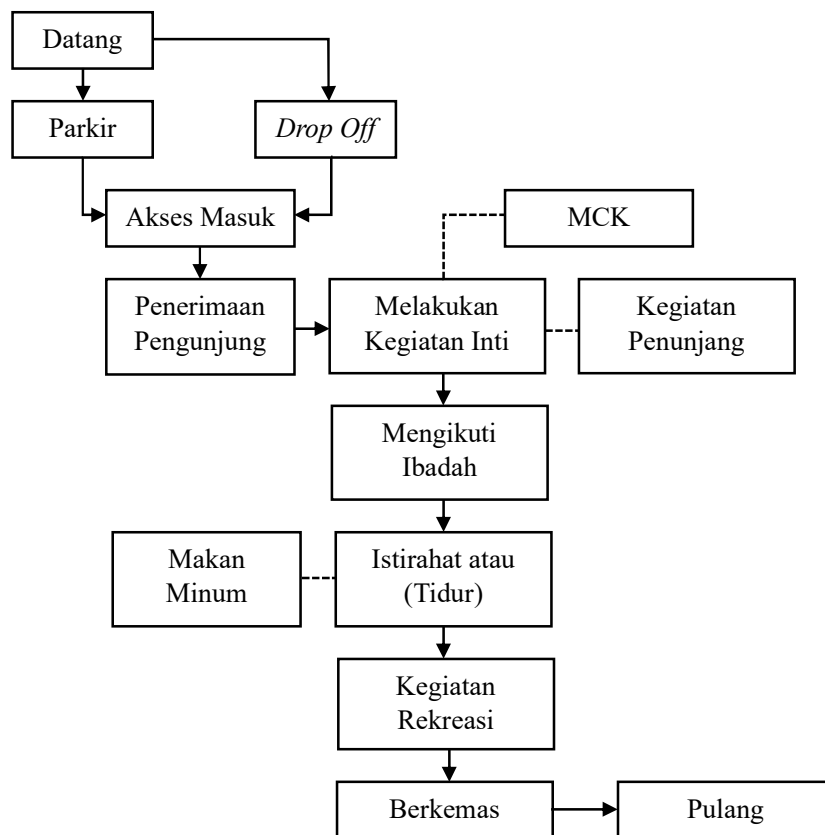 Datang
Parkir
Drop Off
Akses Masuk
MCK
Penerimaan
Pengunjung
Melakukan
Kegiatan Inti
Kegiatan
Penunjang
Mengikuti
Ibadah
Makan
Minum
Istirahat atau
(Tidur)
Kegiatan
Rekreasi
Berkemas
Pulang